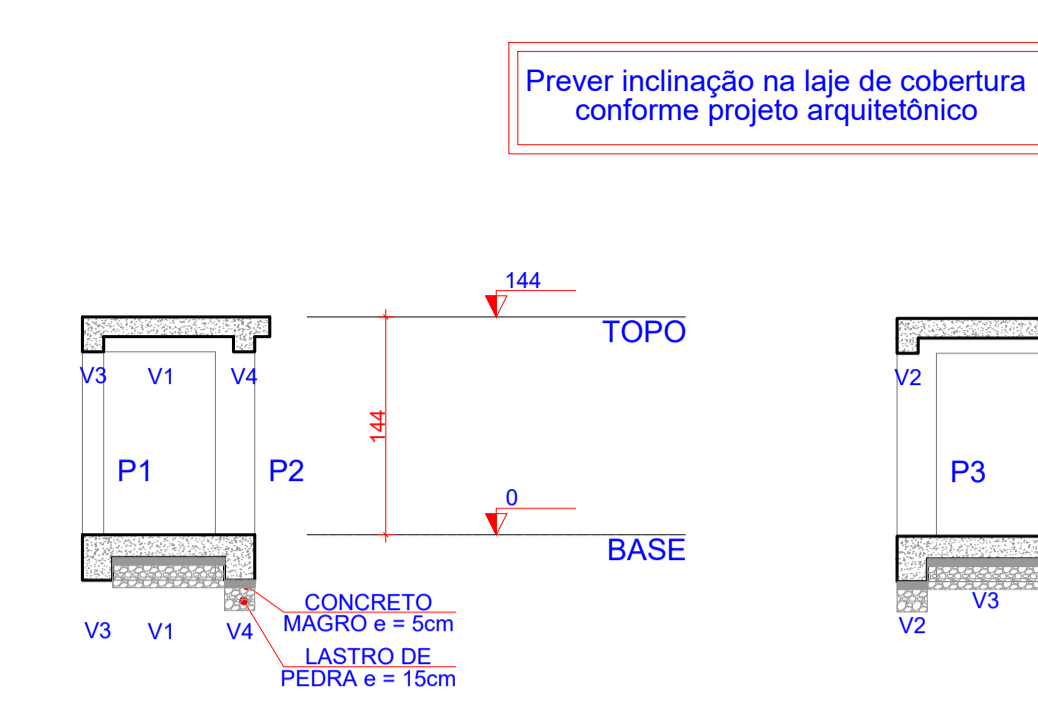 Prever inclinação na laje de cobertura
conforme projeto arquitetônico
144
TOPO
V3 V1 V4
V2
144
P1 P2
P3
0
BASE
CONCRETO
MAGRO e = 5cm
V3 V1 V4
V3
V2
LASTRO DE
PEDRA e = 15cm